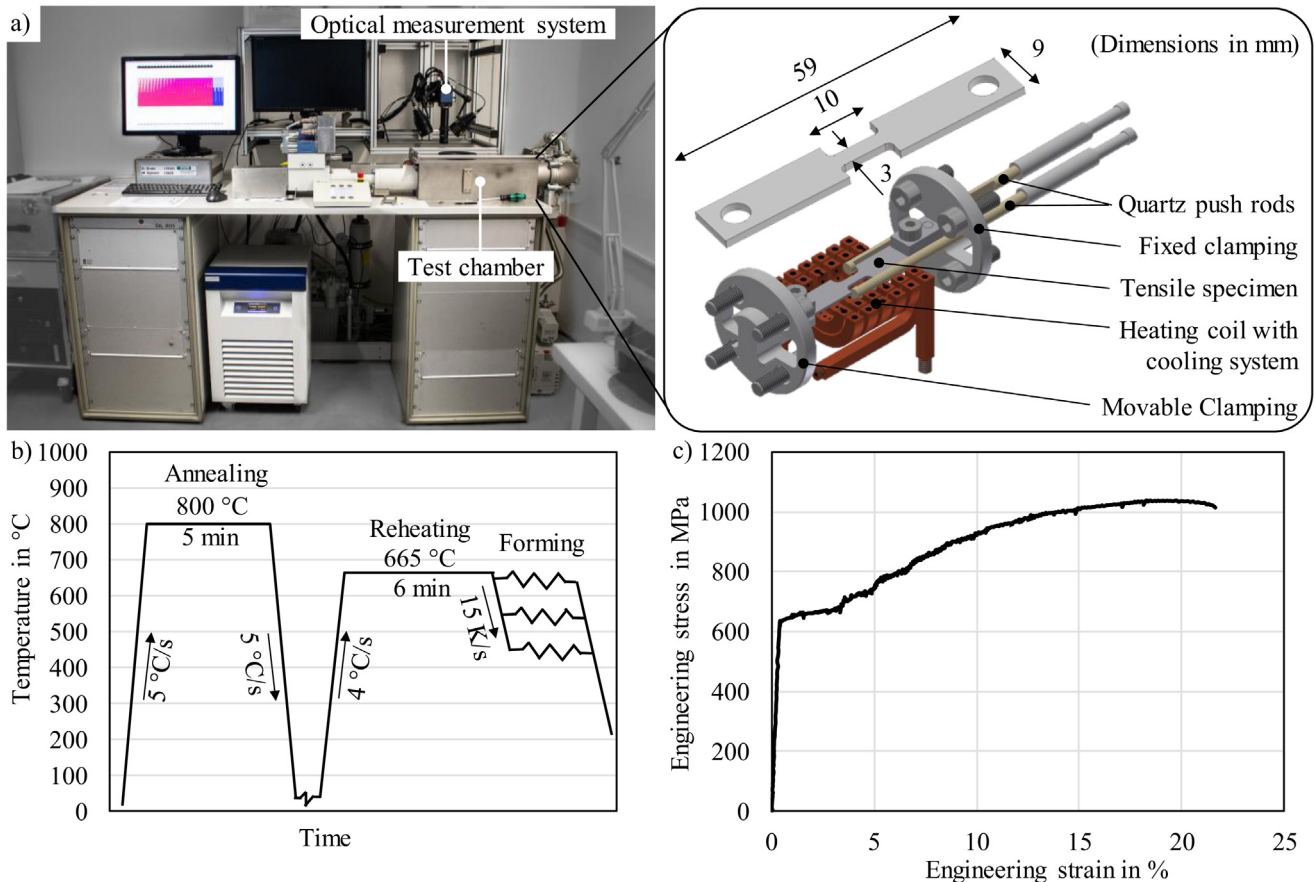 a)
Optical measurement system
Test chamber
(Dimensions in mm)
59
9
10
3
Quartz push rods
Fixed clamping
Tensile specimen
Heating coil with
cooling system
Movable Clamping
b)
Temperature in °C
1000
900
800
700
600
500
400
300
200
100
0
Annealing
800 °C
5 min
5 °C/s
5 °C/s
Reheating
665 °C
6 min
4 °C/s
15 K/s
Forming
Time
c)
Engineering stress in MPa
1200
1000
800
600
400
200
0
0
5
10
15
20
25
Engineering strain in %